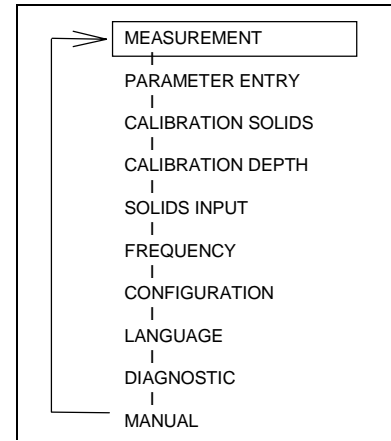 MEASUREMENT
PARAMETER ENTRY
CALIBRATION SOLIDS
CALIBRATION DEPTH
SOLIDS INPUT
FREQUENCY
CONFIGURATION
LANGUAGE
DIAGNOSTIC
MANUAL